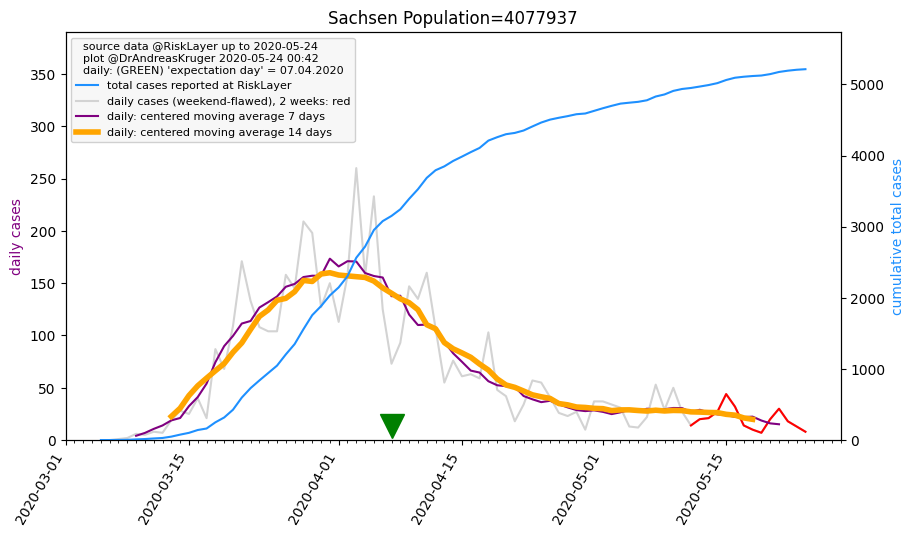 Sachsen Population=4077937
source data @RiskLayer up to 2020-05-24
plot @DrAndreasKruger 2020-05-24 00:42
daily: (GREEN) 'expectation day' = 07.04.2020
total cases reported at RiskLayer
daily cases (weekend-flawed), 2 weeks: red
daily: centered moving average 7 days
daily: centered moving average 14 days
daily cases
350
300
250
200
150
100
50
0
5000
4000
3000
2000
1000
0
cumulative total cases
2020-03-01
2020-03-15
2020-04-01
2020-04-15
2020-05-01
2020-05-15